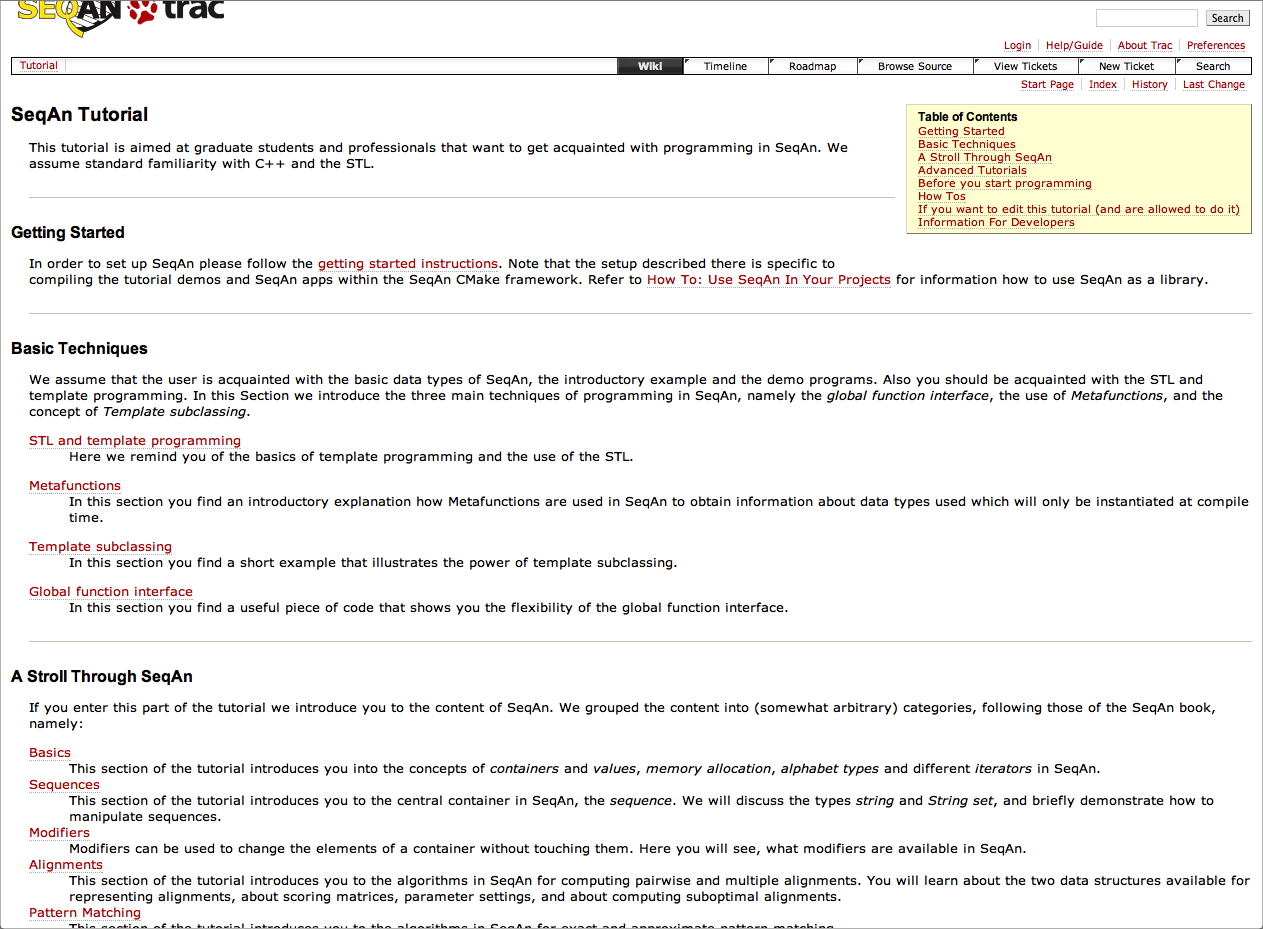 SEQAN trac
Search
Login Help/Guide About Trac Preferences
Tutorial Wiki Timeline Roadmap Browse Source View Tickets New Ticket Search
Start Page Index History Last Change
SeqAn Tutorial
This tutorial is aimed at graduate students and professionals that want to get acquainted with programming in SeqAn. We
assume standard familiarity with C++ and the STL.
Table of Contents
Getting Started
Basic Techniques
A Stroll Through SeqAn
Advanced Tutorials
Before you start programming
How Tos
If you want to edit this tutorial (and are allowed to do it)
Information For Developers
Getting Started
In order to set up SeqAn please follow the getting started instructions. Note that the setup described there is specific to
compiling the tutorial demos and SeqAn apps within the SeqAn CMake framework. Refer to How To: Use SeqAn In Your Projects for information how to use SeqAn as a library.
Basic Techniques
We assume that the user is acquainted with the basic data types of SeqAn, the introductory example and the demo programs. Also you should be acquainted with the STL and
template programming. In this Section we introduce the three main techniques of programming in SeqAn, namely the global function interface, the use of Metafunctions, and the
concept of Template subclassing.
STL and template programming
Here we remind you of the basics of template programming and the use of the STL.
Metafunctions
In this section you find an introductory explanation how Metafunctions are used in SeqAn to obtain information about data types used which will only be instantiated at compile
time.
Template subclassing
In this section you find a short example that illustrates the power of template subclassing.
Global function interface
In this section you find a useful piece of code that shows you the flexibility of the global function interface.
A Stroll Through SeqAn
If you enter this part of the tutorial we introduce you to the content of SeqAn. We grouped the content into (somewhat arbitrary) categories, following those of the SeqAn book,
namely:
Basics
This section of the tutorial introduces you into the concepts of containers and values, memory allocation, alphabet types and different iterators in SeqAn.
Sequences
This section of the tutorial introduces you to the central container in SeqAn, the sequence. We will discuss the types string and String set, and briefly demonstrate how to
manipulate sequences.
Modifiers
Modifiers can be used to change the elements of a container without touching them. Here you will see, what modifiers are available in SeqAn.
Alignments
This section of the tutorial introduces you to the algorithms in SeqAn for computing pairwise and multiple alignments. You will learn about the two data structures available for
representing alignments, about scoring matrices, parameter settings, and about computing suboptimal alignments.
Pattern Matching
This section of the tutorial introduces you to the algorithms in SeqAn for exact and approximate pattern matching.